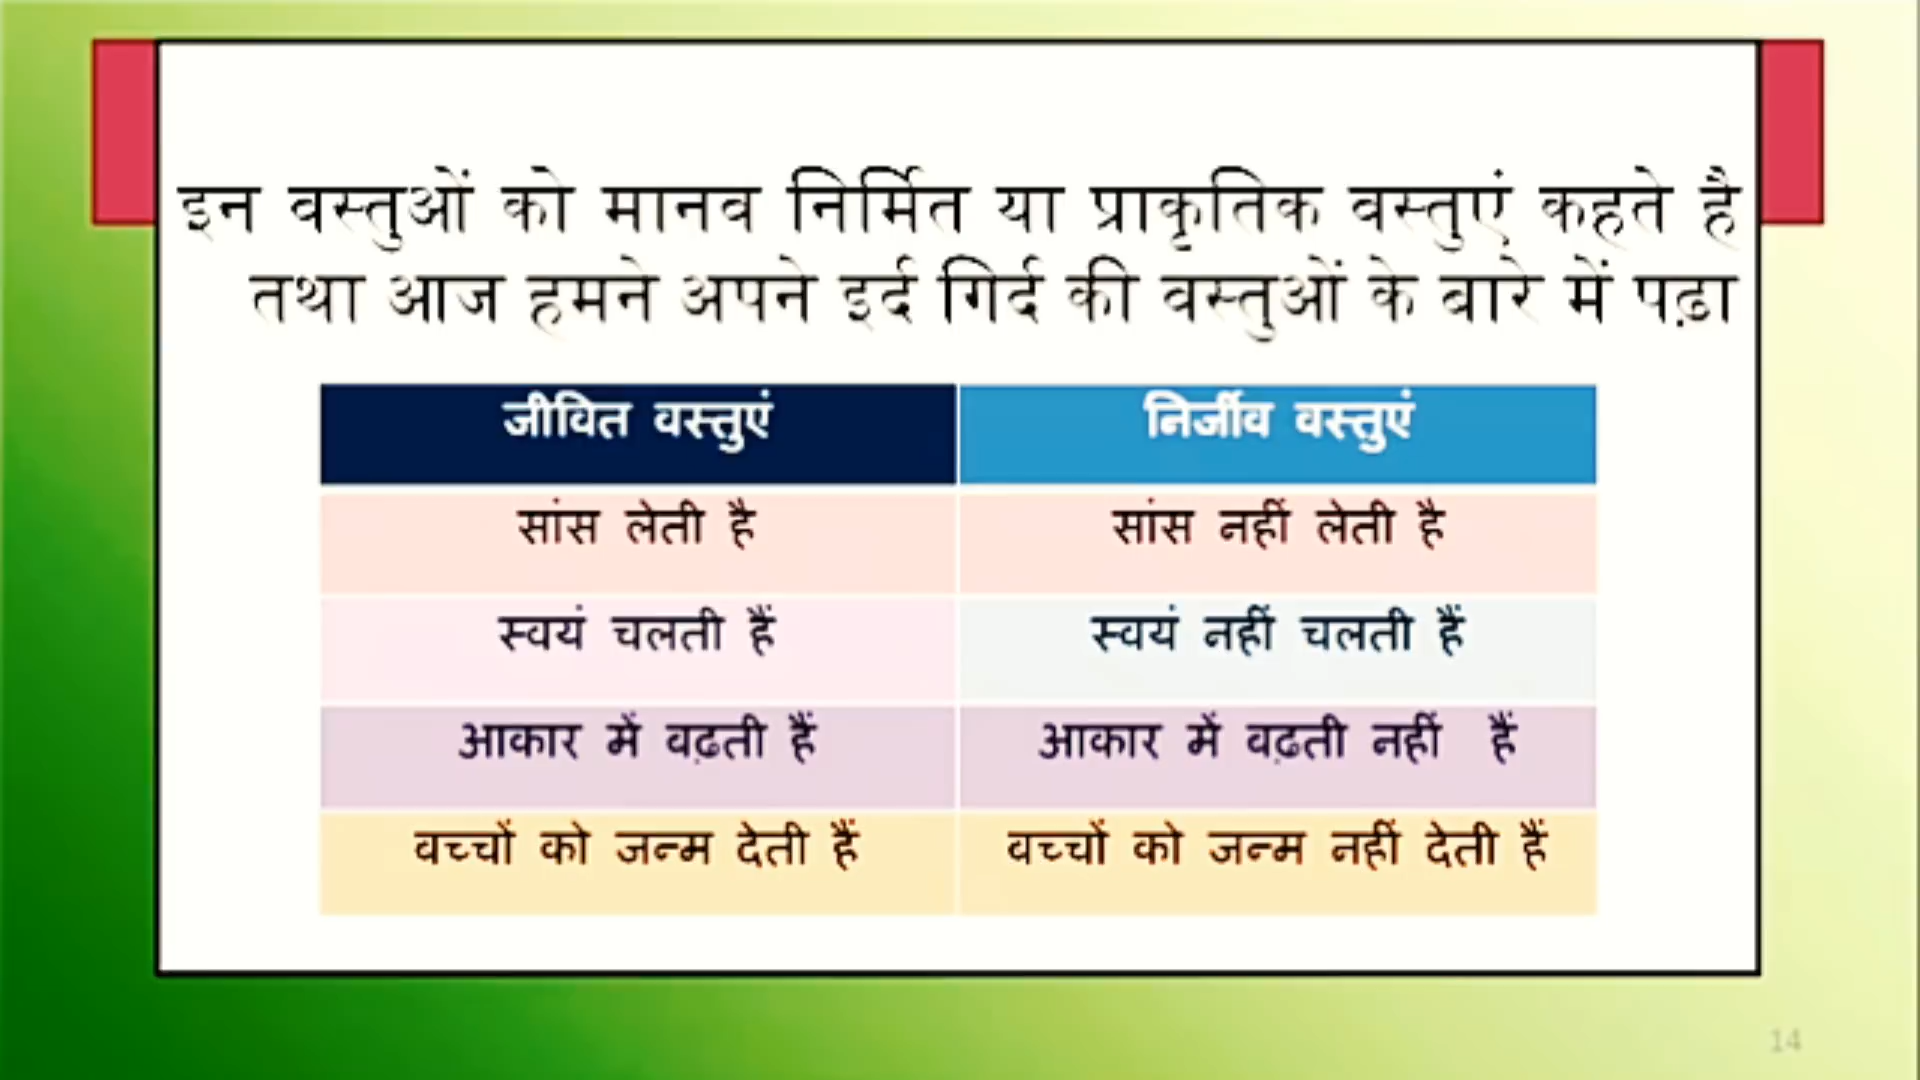 इन वस्तुओं को मानव निर्मित या प्राकृतिक वस्तुएं कहते है
तथा आज हमने अपने इर्द गिर्द की वस्तुओं के बारे में पढ़ा
जीवित वस्तुएं निर्जीव वस्तुएं
सांस लेती है सांस नहीं लेती है
स्वयं चलती हैं स्वयं नहीं चलती हैं
आकार में बढ़ती हैं आकार में बढ़ती नहीं हैं
बच्चों को जन्म देती हैं बच्चों को जन्म नहीं देती हैं
14